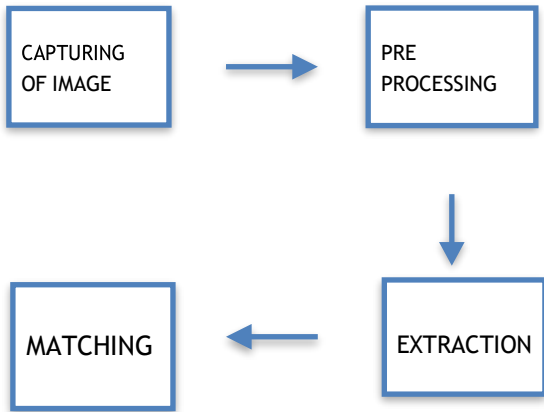 CAPTURING
OF IMAGE
PRE
PROCESSING
EXTRACTION
MATCHING